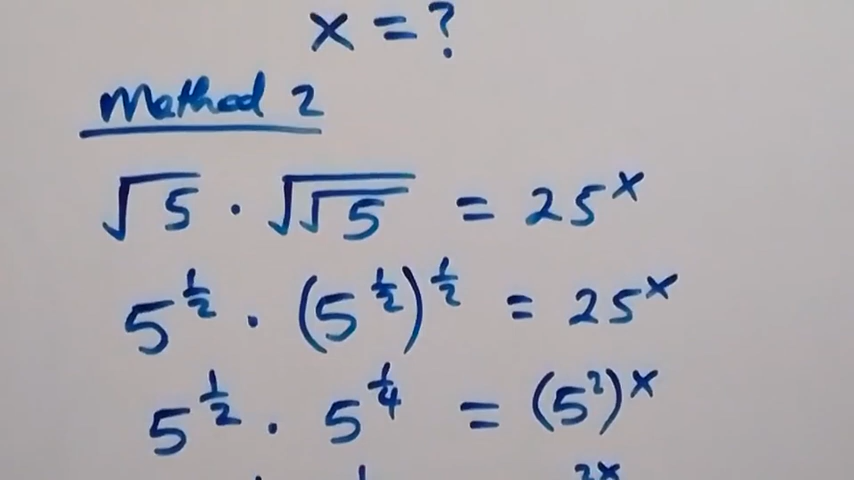 x = ?
Method 2
√5 · √√5 = 25^x
5^(1/2) · (5^(1/2))^(1/2) = 25^x
5^(1/2) · 5^(1/4) = (5^2)^x
2x